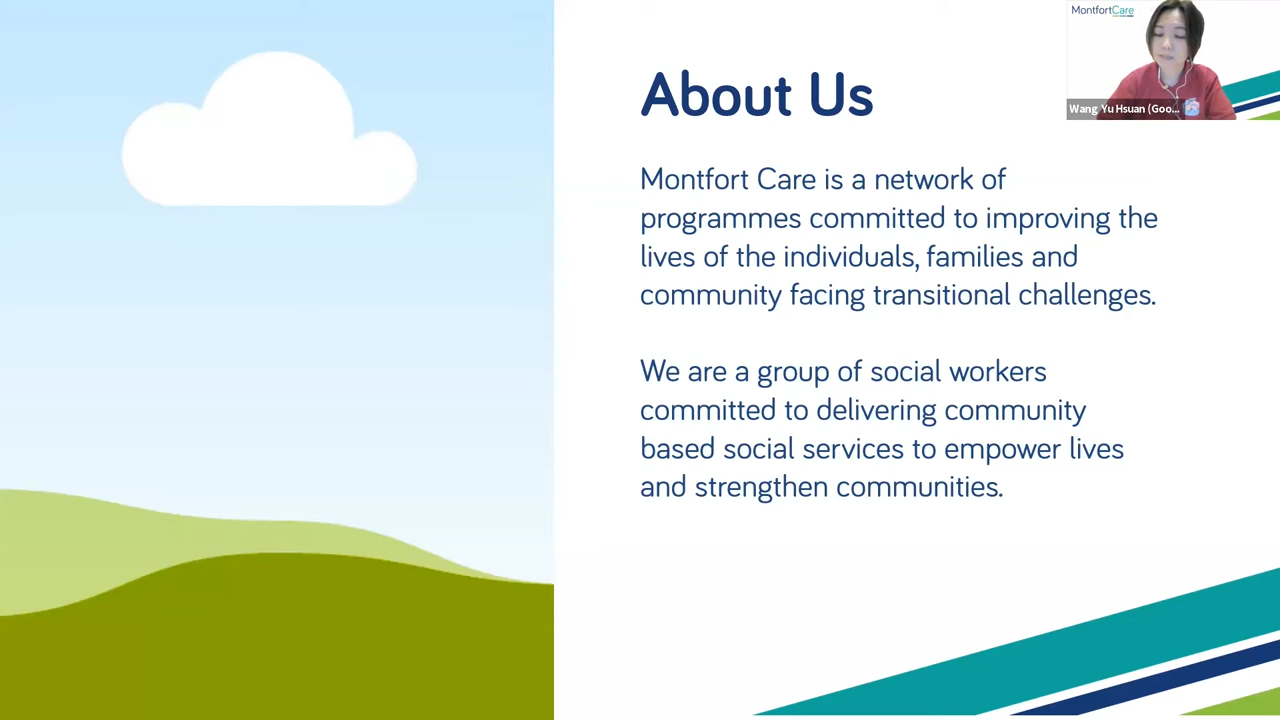 About Us
Montfort Care is a network of
programmes committed to improving the
lives of the individuals, families and
community facing transitional challenges.
We are a group of social workers
committed to delivering community
based social services to empower lives
and strengthen communities.
MontfortCare
Wang Yu Hsuan (Goo...